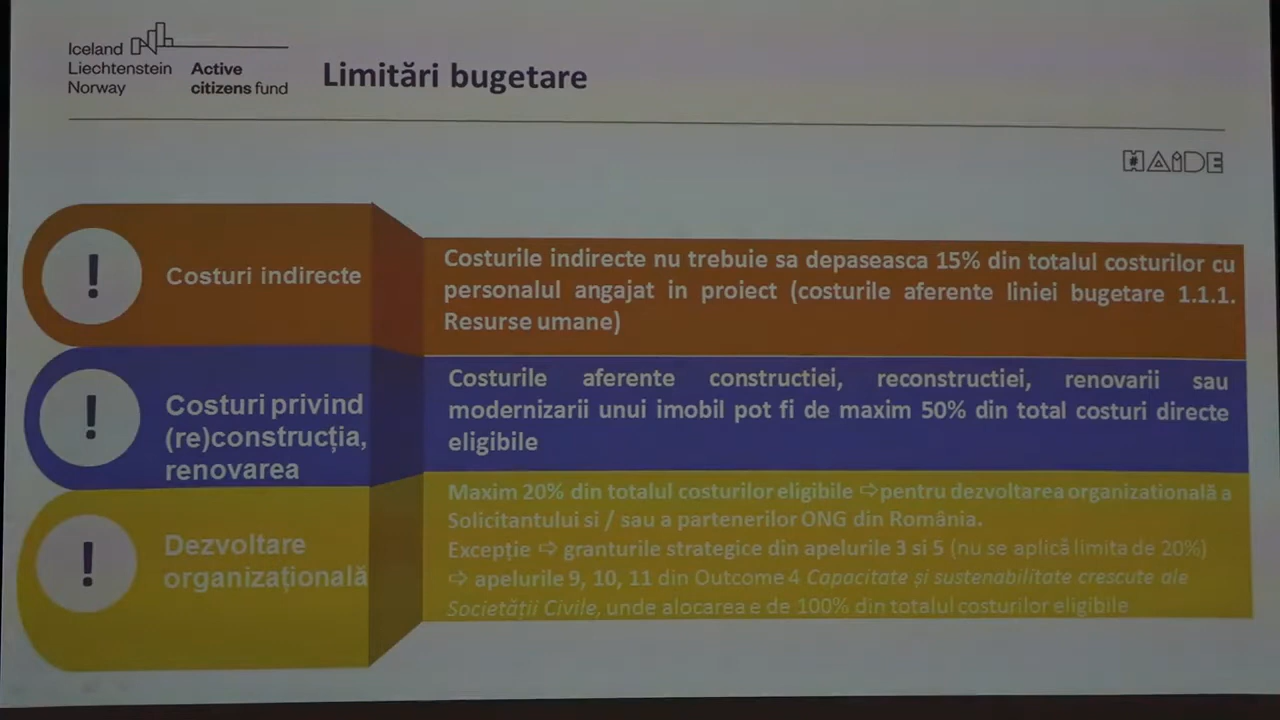 Iceland
Liechtenstein
Norway
Active
citizens fund
Limitări bugetare
#AiDE
!
Costuri indirecte
Costurile indirecte nu trebuie sa depaseasca 15% din totalul costurilor cu
personalul angajat in proiect (costurile aferente liniei bugetare 1.1.1.
Resurse umane)
!
Costuri privind
(re)construcția,
renovarea
Costurile aferente constructiei, reconstructiei, renovarii sau
modernizarii unui imobil pot fi de maxim 50% din total costuri directe
eligibile
!
Dezvoltare
organizațională
Maxim 20% din totalul costurilor eligibile ⇨pentru dezvoltarea organizatională a
Solicitantului si / sau a partenerilor ONG din România.
Excepție ⇨ granturile strategice din apelurile 3 si 5 (nu se aplică limita de 20%)
⇨ apelurile 9, 10, 11 din Outcome 4 Capacitate și sustenabilitate crescute ale
Societății Civile, unde alocarea e de 100% din totalul costurilor eligibile